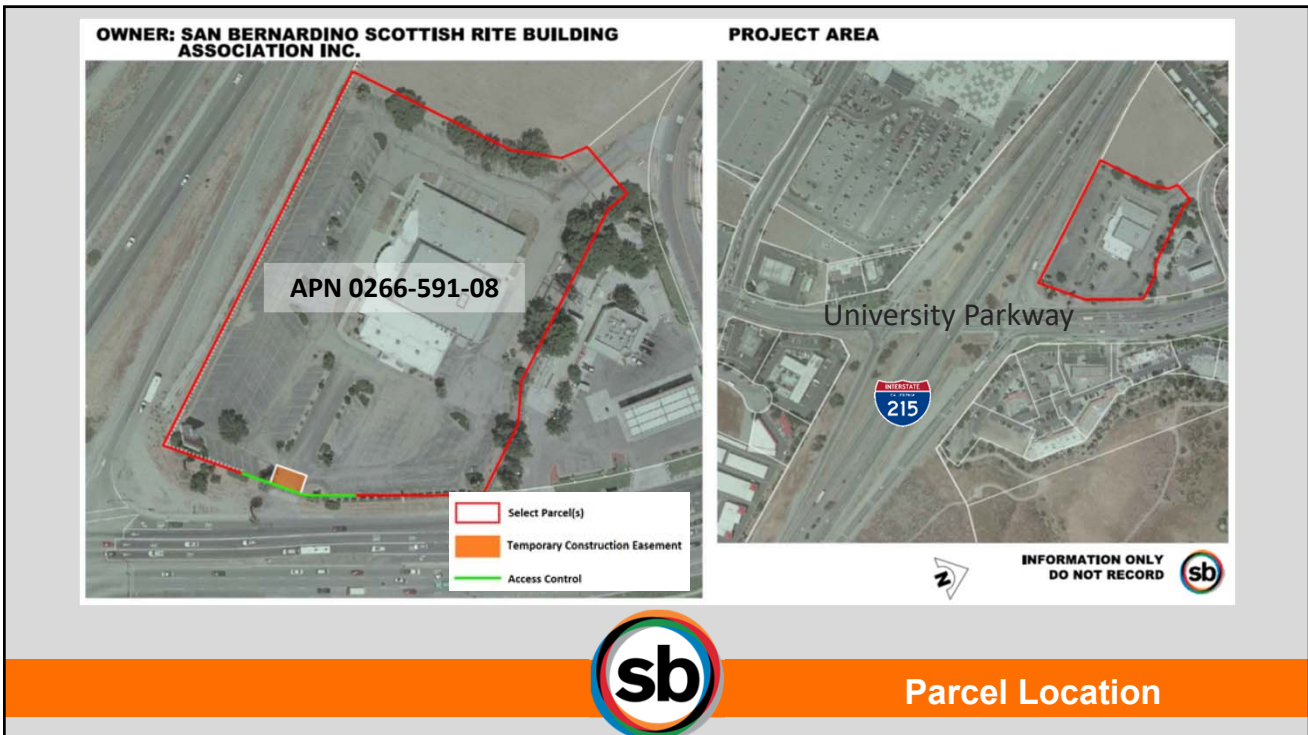 OWNER: SAN BERNARDINO SCOTTISH RITE BUILDING
ASSOCIATION INC.
PROJECT AREA
APN 0266-591-08
Select Parcel(s)
Temporary Construction Easement
Access Control
University Parkway
INTERSTATE
CALIFORNIA
215
N
INFORMATION ONLY
DO NOT RECORD
sb
sb
Parcel Location